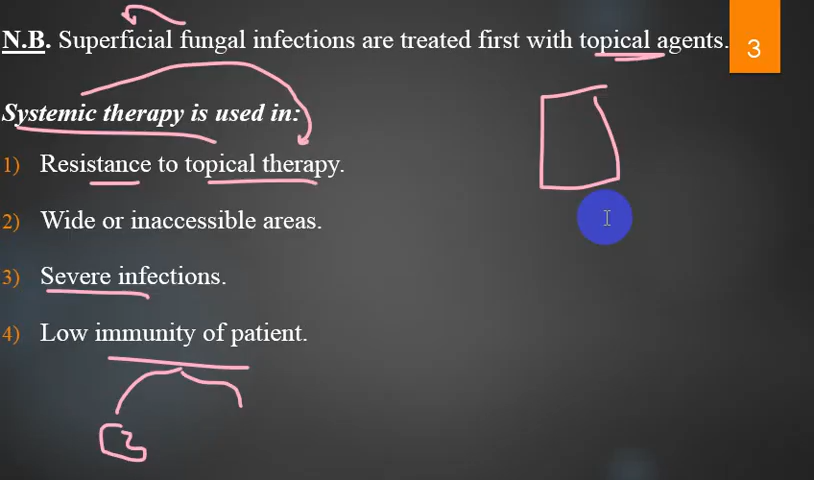 N.B. Superficial fungal infections are treated first with topical agents.
3
Systemic therapy is used in:
1) Resistance to topical therapy.
2) Wide or inaccessible areas.
3) Severe infections.
4) Low immunity of patient.